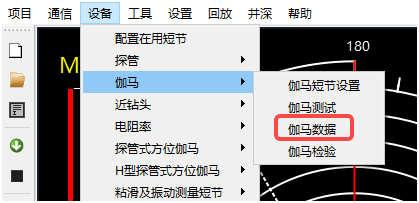 项目 通信 设备 工具 设置 回放 井深 帮助
配置在用短节
180
探管
伽马
伽马短节设置
近钻头
伽马测试
电阻率
伽马数据
探管式方位伽马
伽马检验
H型探管式方位伽马
粘滑及振动测量短节